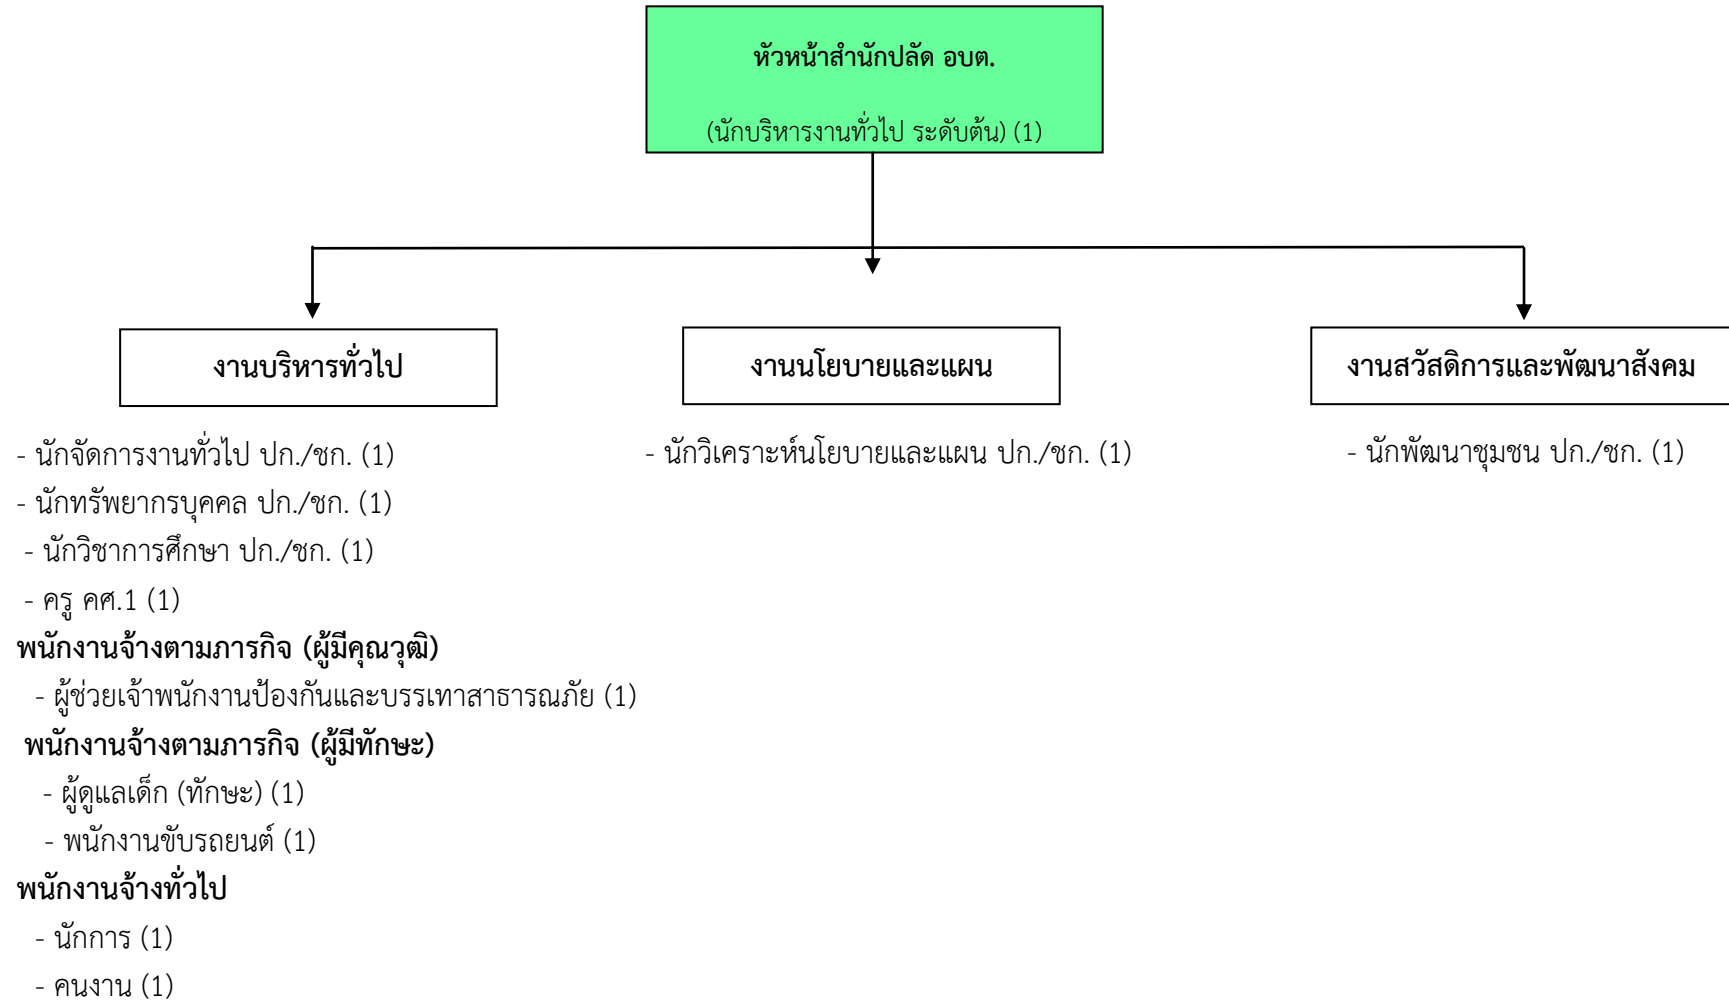 หัวหน้าสำนักปลัด อบต.
(นักบริหารงานทั่วไป ระดับต้น) (1)
งานบริหารทั่วไป
งานนโยบายและแผน
งานสวัสดิการและพัฒนาสังคม
- นักจัดการงานทั่วไป ปก./ชก. (1)
- นักวิเคราะห์นโยบายและแผน ปก./ชก. (1)
- นักพัฒนาชุมชน ปก./ชก. (1)
- นักทรัพยากรบุคคล ปก./ชก. (1)
- นักวิชาการศึกษา ปก./ชก. (1)
- ครู คศ.1 (1)
พนักงานจ้างตามภารกิจ (ผู้มีคุณวุฒิ)
- ผู้ช่วยเจ้าพนักงานป้องกันและบรรเทาสาธารณภัย (1)
พนักงานจ้างตามภารกิจ (ผู้มีทักษะ)
- ผู้ดูแลเด็ก (ทักษะ) (1)
- พนักงานขับรถยนต์ (1)
พนักงานจ้างทั่วไป
- นักการ (1)
- คนงาน (1)